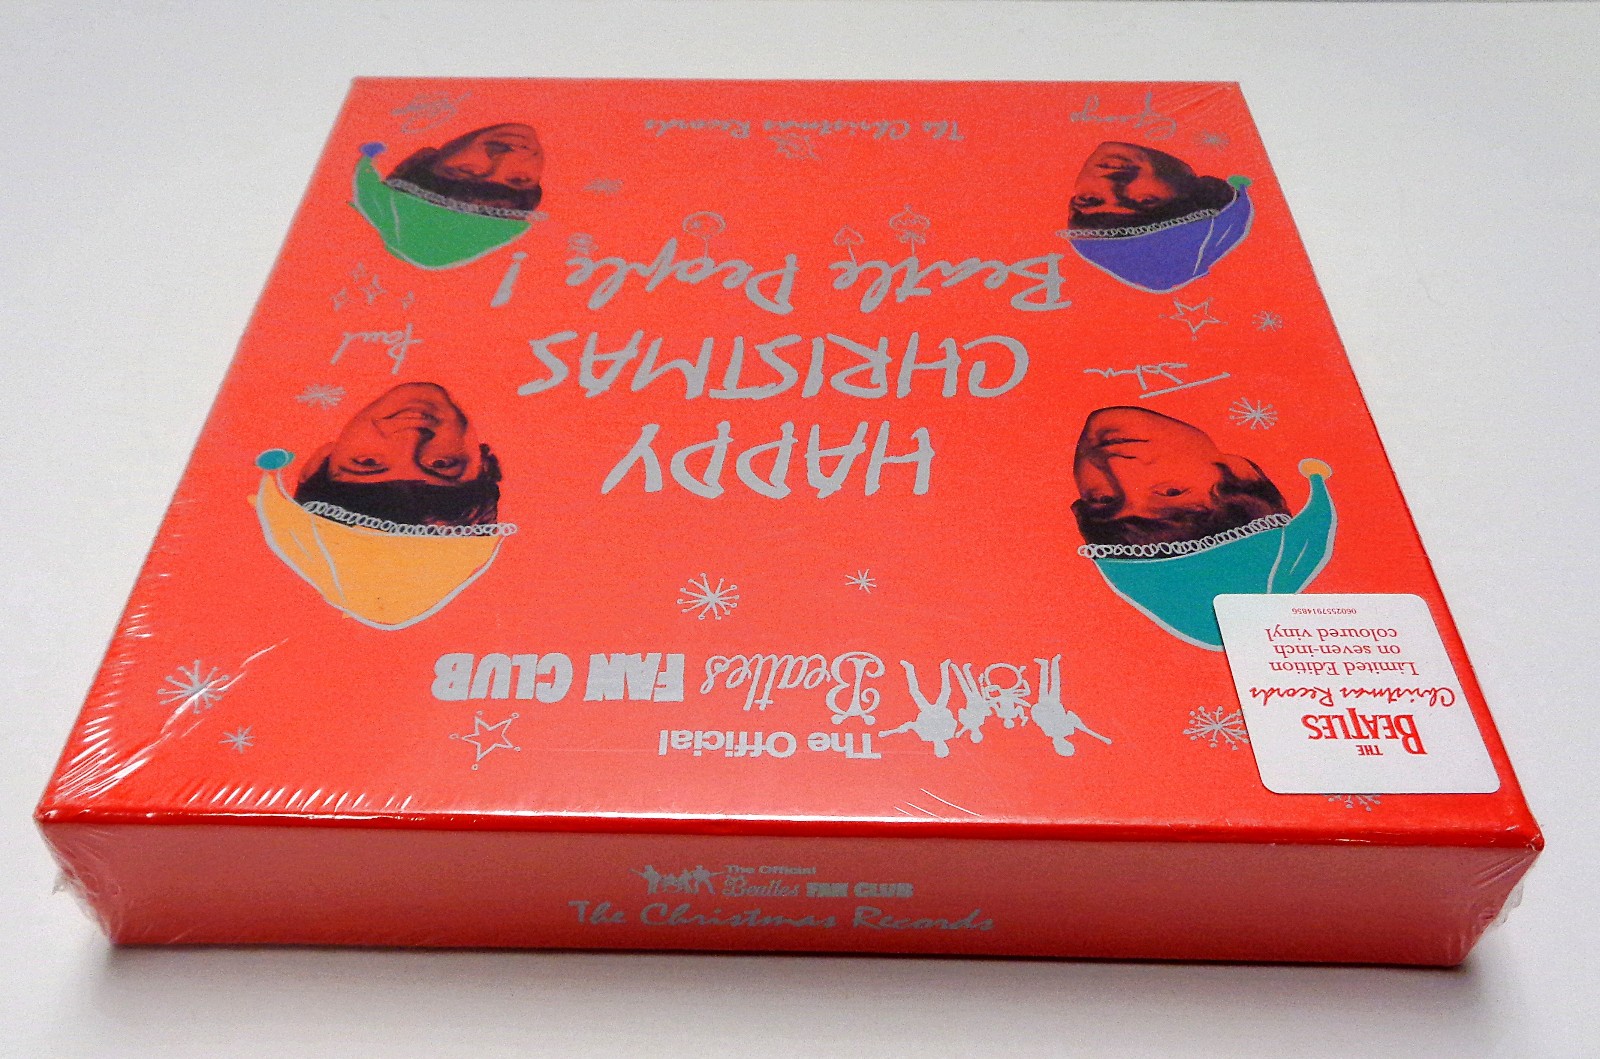 The Official
Beatles FAN CLUB
HAPPY
CHRISTMAS
Beatle People!
John
Paul
George
The Christmas Records
THE
BEATLES
Christmas Records
Limited Edition
on seven-inch
coloured vinyl
0602557914856
The Official
Beatles FAN CLUB
The Christmas Records